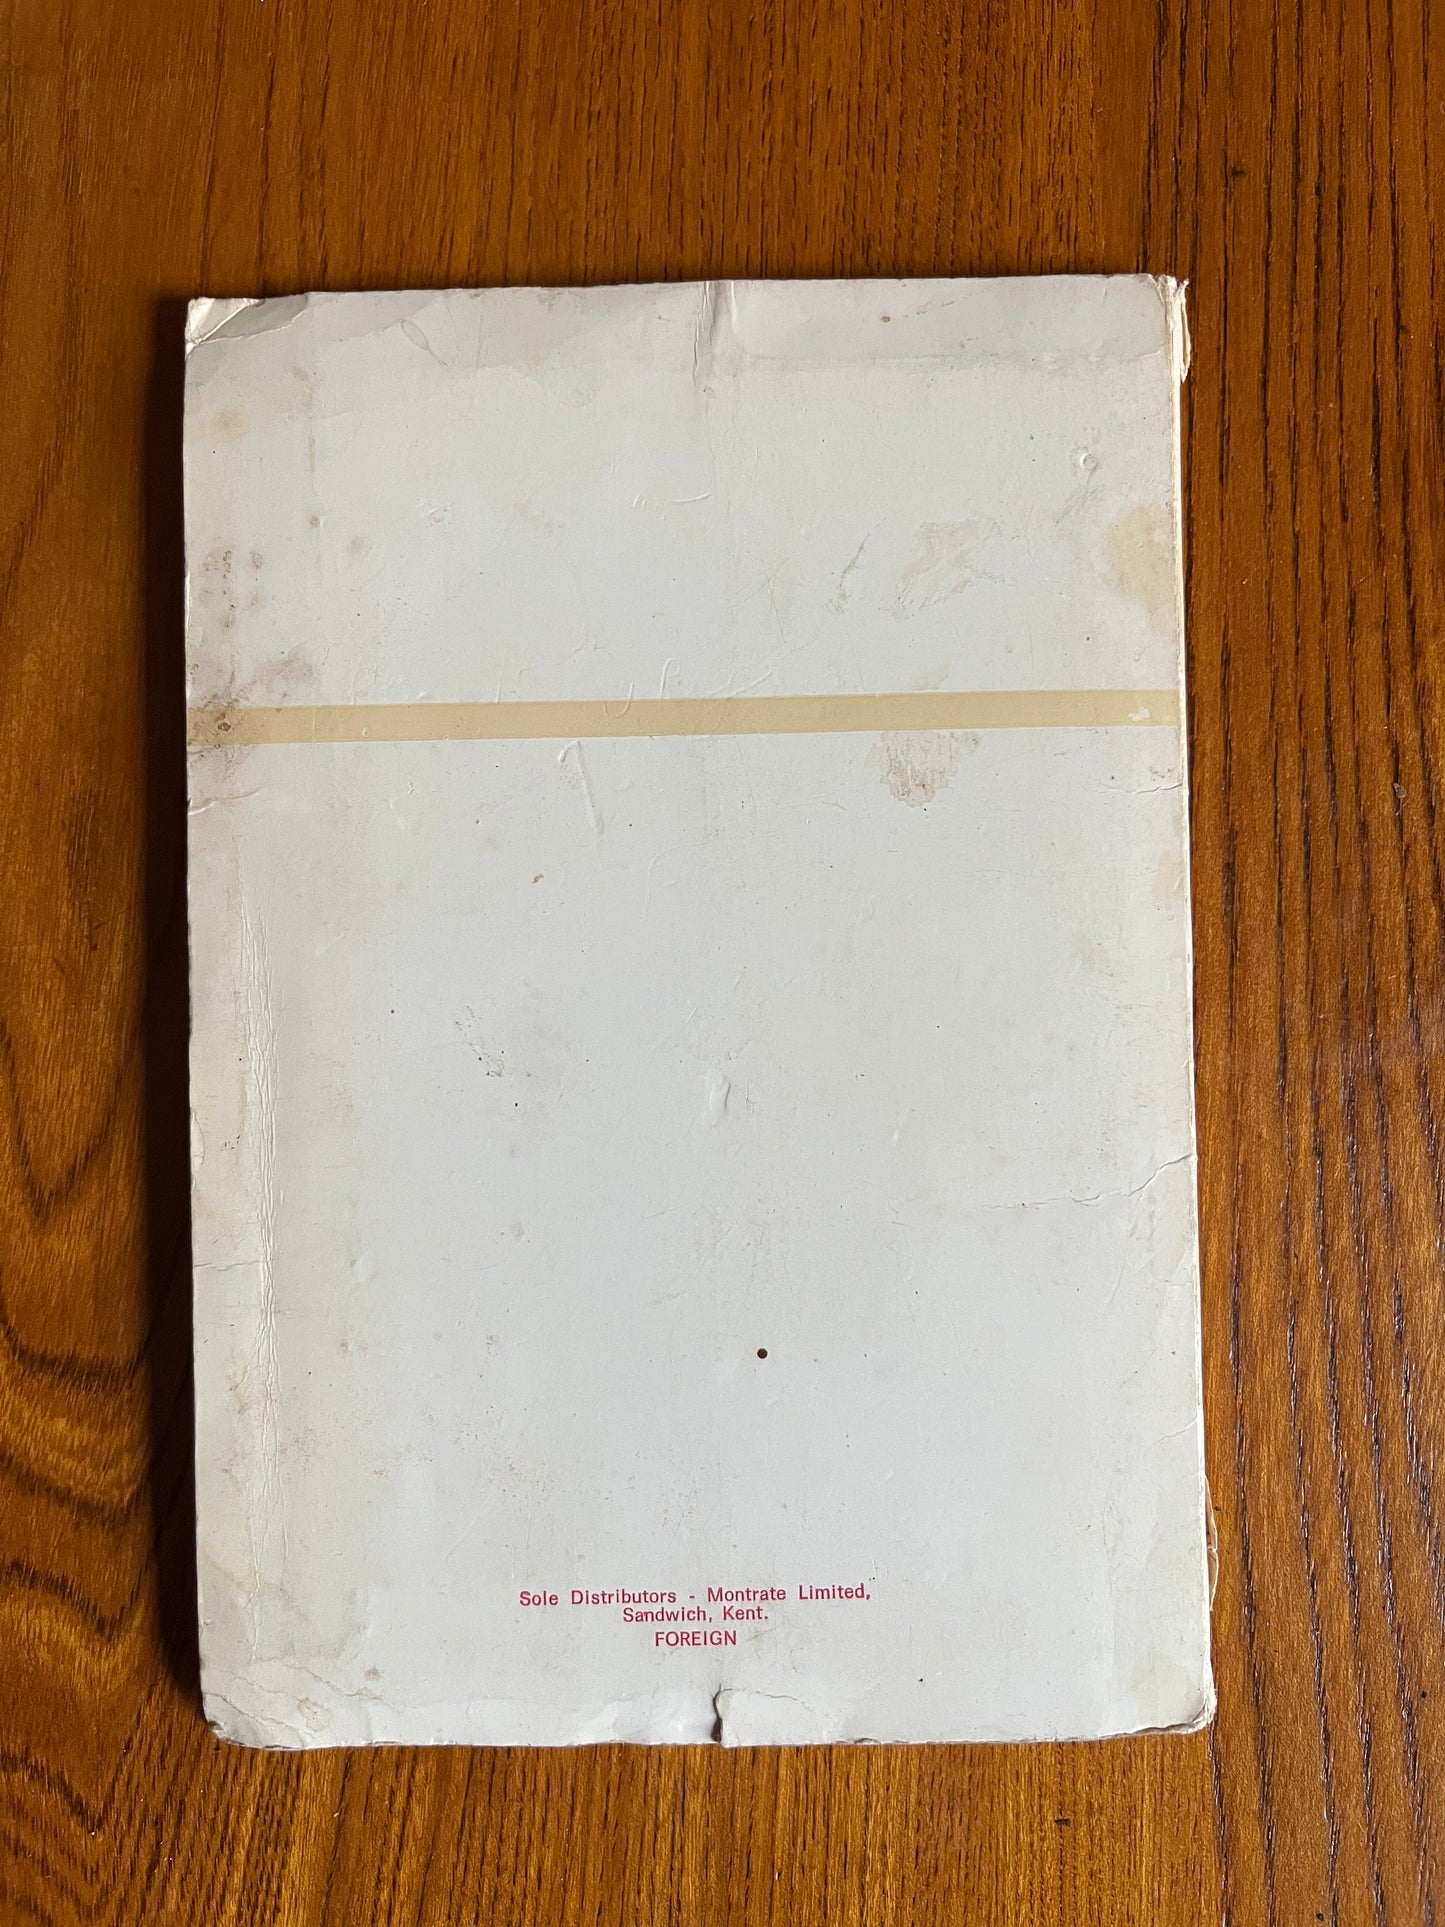 Sole Distributors - Montrate Limited,
Sandwich, Kent.
FOREIGN